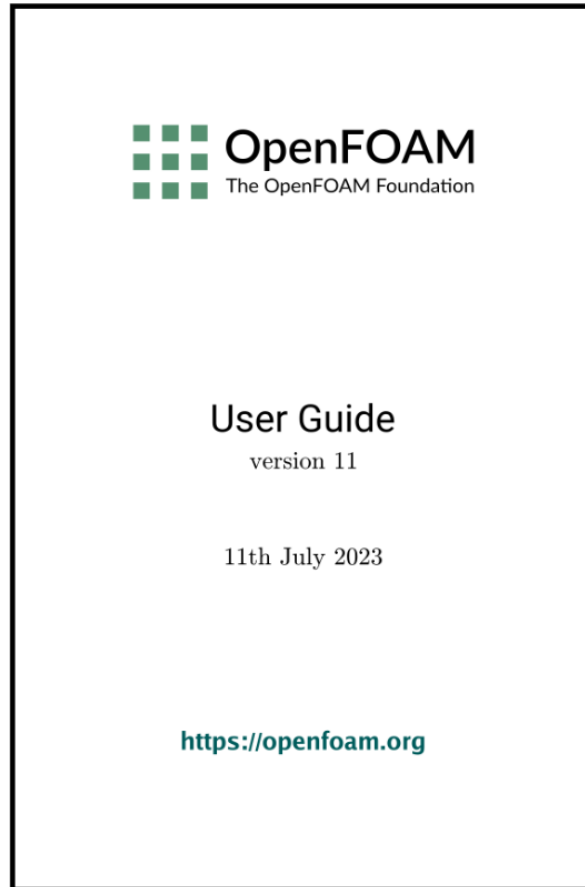 OpenFOAM
The OpenFOAM Foundation
User Guide
version 11
11th July 2023
https://openfoam.org